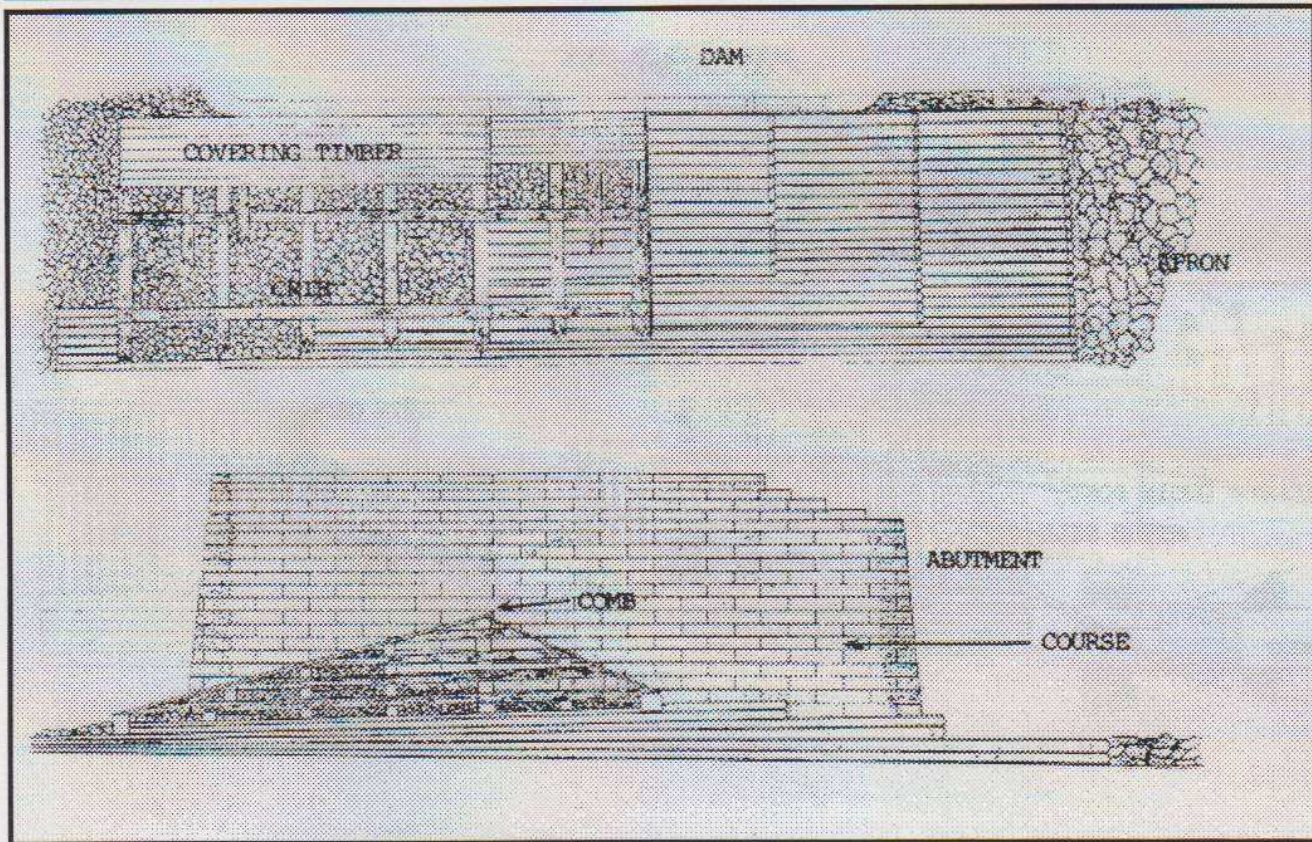 DAM
COVERING TIMBER
CRIB
APRON
ABUTMENT
COMB
COURSE